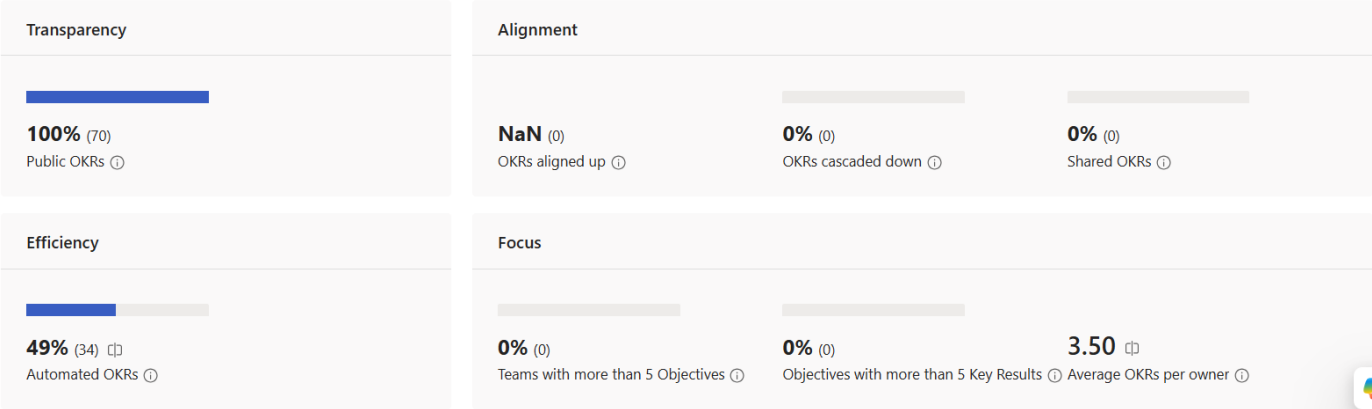 Transparency
100% (70)
Public OKRs
Alignment
NaN (0)
OKRs aligned up
0% (0)
OKRs cascaded down
0% (0)
Shared OKRs
Efficiency
49% (34)
Automated OKRs
Focus
0% (0)
Teams with more than 5 Objectives
0% (0)
Objectives with more than 5 Key Results
3.50
Average OKRs per owner